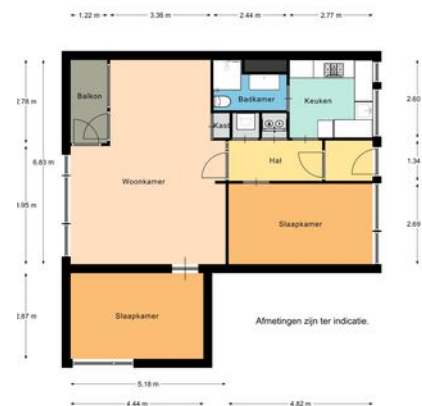 1.22 m 3.36 m 2.44 m 2.77 m
Balkon
Badkamer
Keuken
Kast
Hal
Woonkamer
Slaapkamer
Slaapkamer
Afmetingen zijn ter indicatie.
2.78 m
6.83 m
3.95 m
2.87 m
2.60
1.34 m
2.69
5.18 m
4.44 m 4.82 m